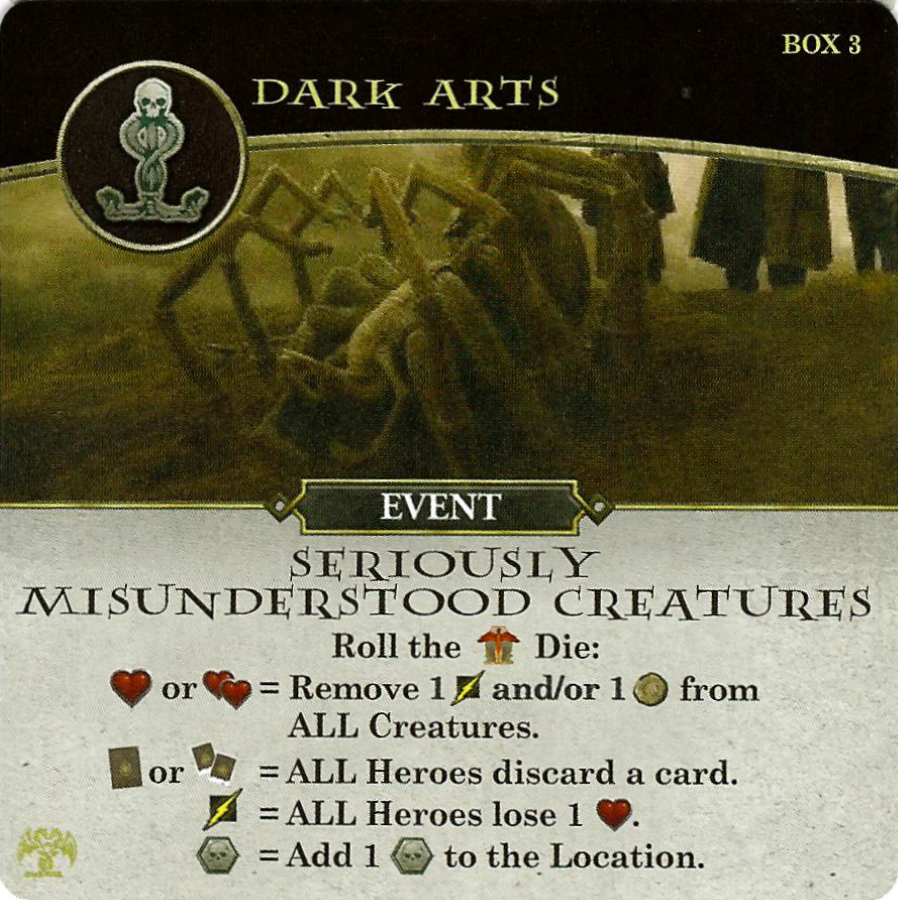 BOX 3
DARK ARTS
EVENT
SERIOUSLY
MISUNDERSTOOD CREATURES
Roll the Die:
or = Remove 1 and/or 1 from
ALL Creatures.
or = ALL Heroes discard a card.
= ALL Heroes lose 1 .
= Add 1 to the Location.